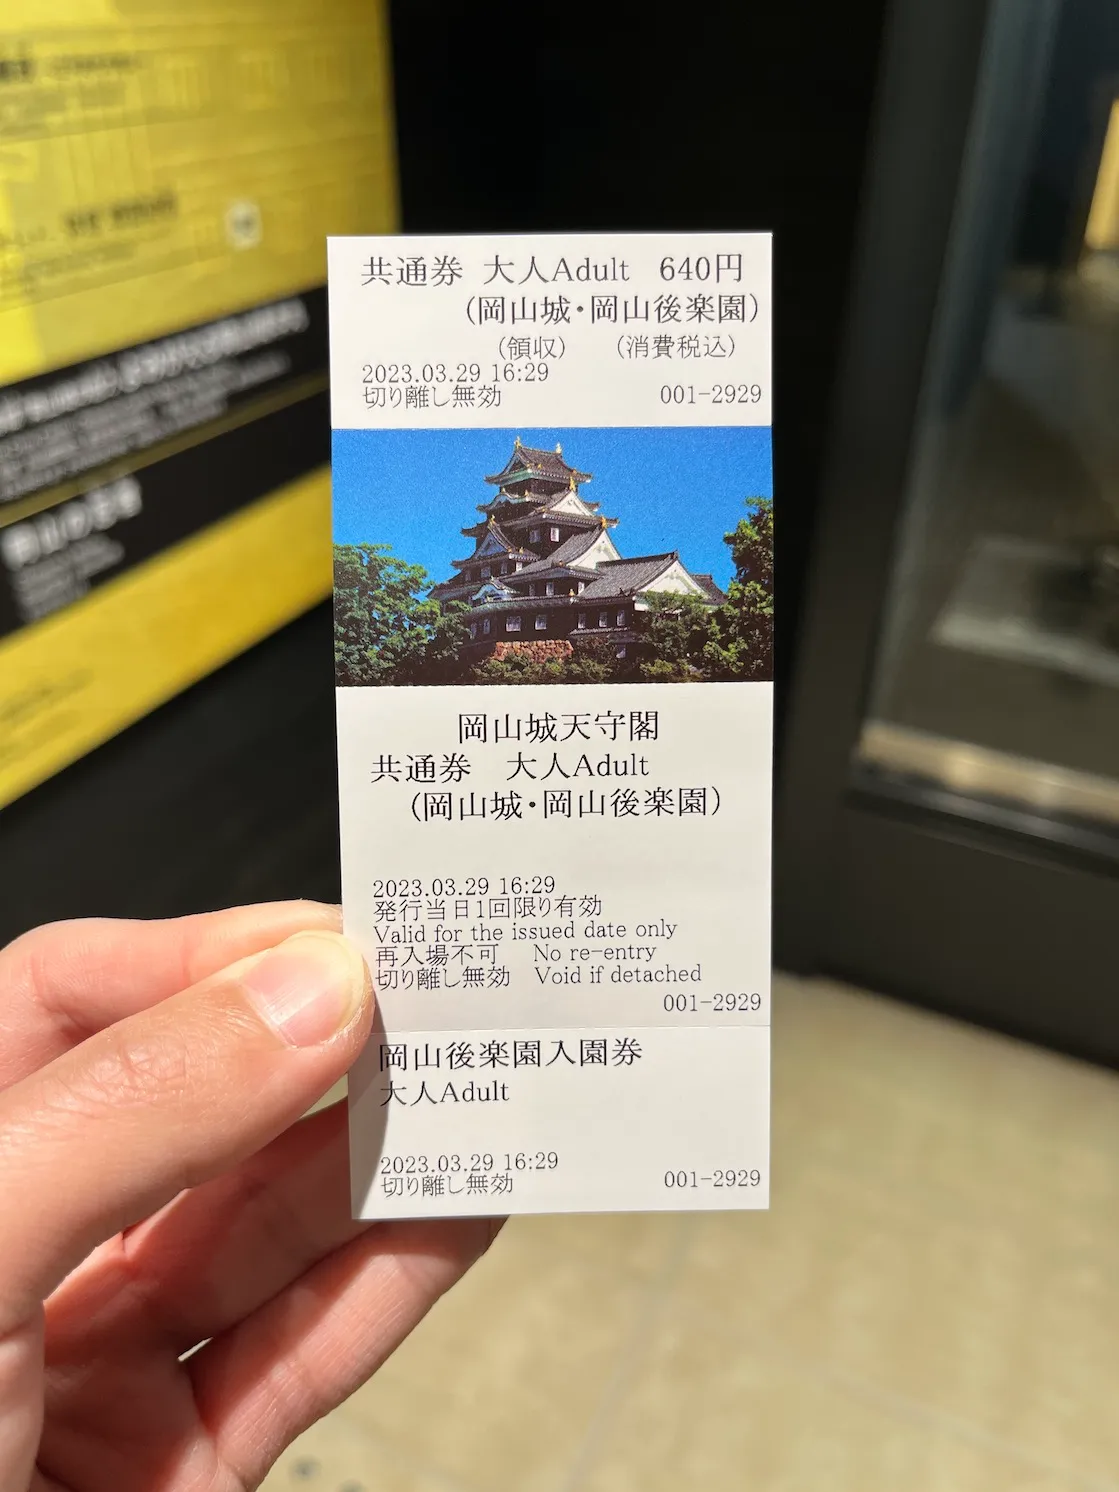 共通券 大人Adult 640円
(岡山城・岡山後楽園)
(領収) (消費税込)
2023.03.29 16:29
切り離し無効 001-2929
岡山城天守閣
共通券 大人Adult
(岡山城・岡山後楽園)
2023.03.29 16:29
発行当日1回限り有効
Valid for the issued date only
再入場不可 No re-entry
切り離し無効 Void if detached
001-2929
岡山後楽園入園券
大人Adult
2023.03.29 16:29
切り離し無効 001-2929